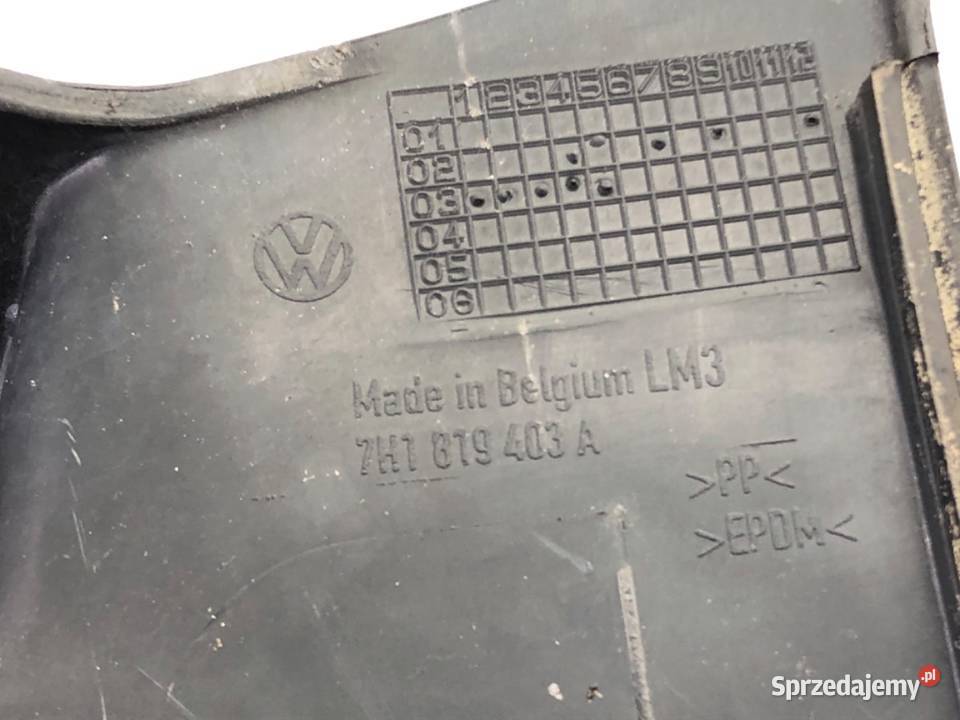 1 2 3 4 5 6 7 8 9 10 11 12
01
02
03
04
05
06
VW
Made in Belgium LM3
7H1 819 403 A
>PP<
>EPDM<
Sprzedajemy.pl